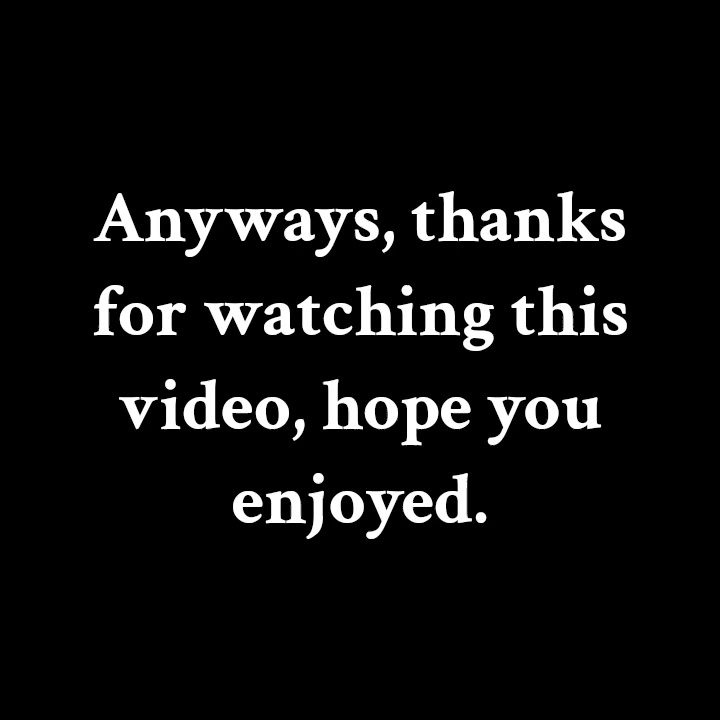 Anyways, thanks
for watching this
video, hope you
enjoyed.